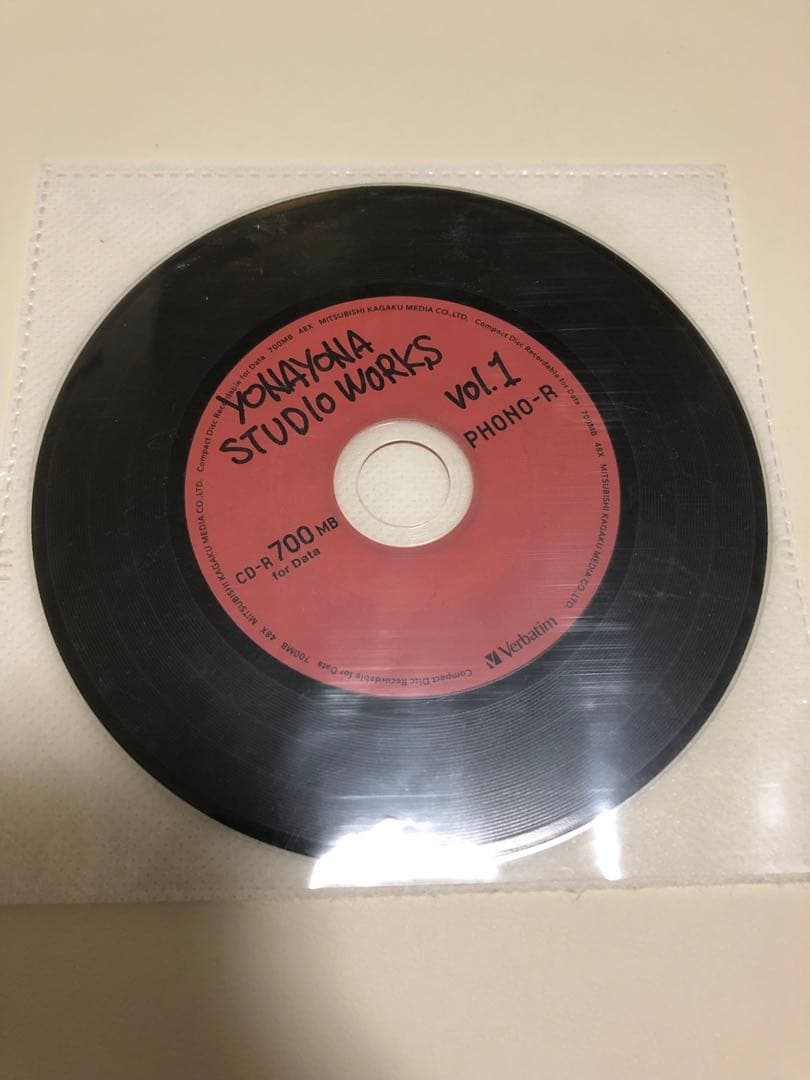 YONAYONA
STUDIO WORKS
vol.1
PHONO-R
CD-R 700 MB
for Data
Verbatim
Compact Disc Recordable for Data 700MB 48X MITSUBISHI KAGAKU MEDIA CO.,LTD.
Compact Disc Recordable for Data 700MB 48X MITSUBISHI KAGAKU MEDIA CO.,LTD.
Compact Disc Recordable for Data 700MB 48X MITSUBISHI KAGAKU MEDIA CO.,LTD.